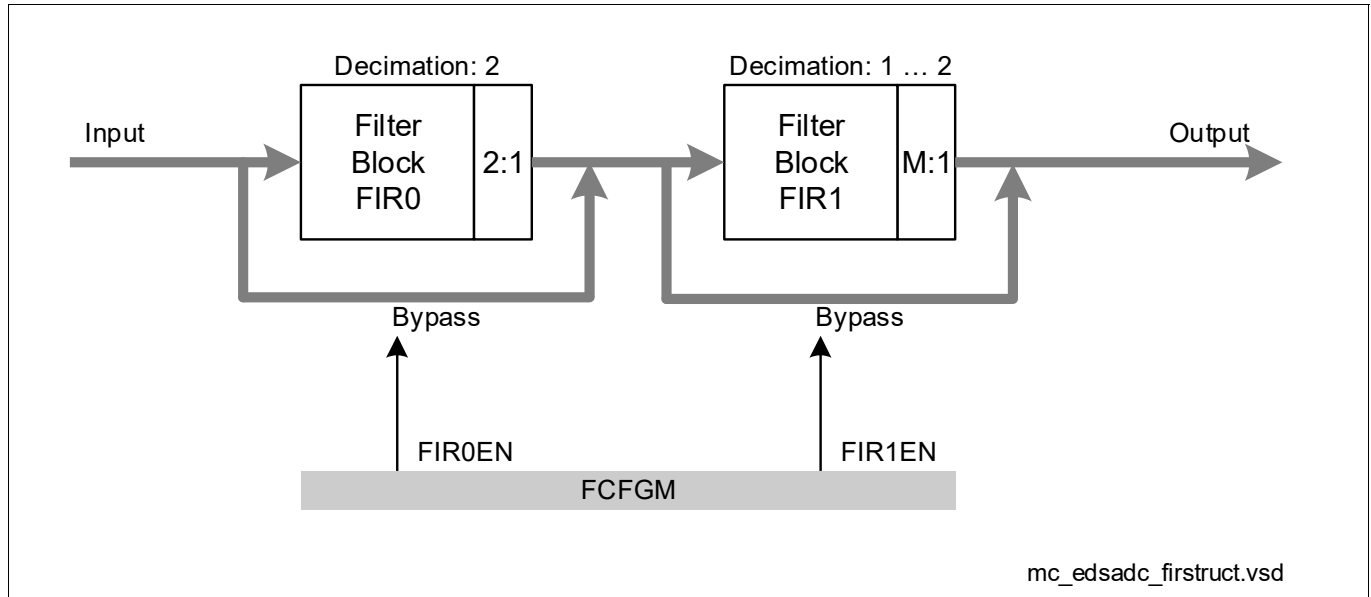 Decimation: 2
Decimation: 1 … 2
Input
Filter
Block
FIR0
2:1
Filter
Block
FIR1
M:1
Output
Bypass
Bypass
FIR0EN
FIR1EN
FCFGM
mc_edsadc_firstruct.vsd